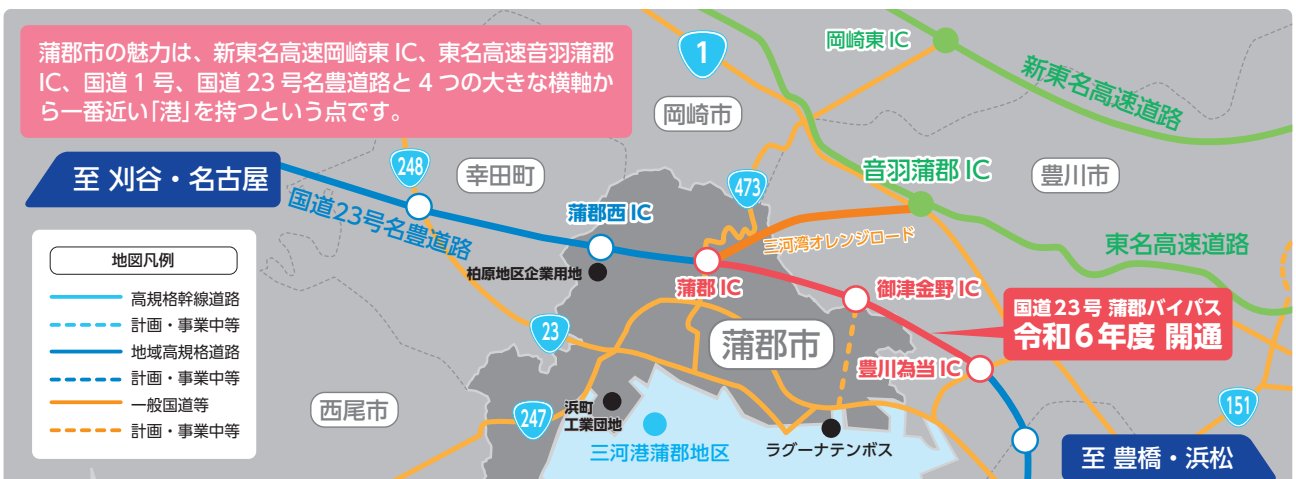 蒲郡市の魅力は、新東名高速岡崎東 IC、東名高速音羽蒲郡
IC、国道 1 号、国道 23 号名豊道路と 4 つの大きな横軸か
ら一番近い「港」を持つという点です。
1
岡崎東 IC
新東名高速道路
岡崎市
至 刈谷・名古屋
248
幸田町
473
音羽蒲郡 IC
豊川市
国道23号名豊道路
蒲郡西 IC
三河湾オレンジロード
東名高速道路
柏原地区企業用地
蒲郡 IC
御津金野 IC
国道23号 蒲郡バイパス
令和6年度 開通
地図凡例
高規格幹線道路
計画・事業中等
地域高規格道路
計画・事業中等
一般国道等
計画・事業中等
23
蒲郡市
豊川為当 IC
西尾市
247
浜町
工業団地
三河港蒲郡地区
ラグーナテンボス
151
至 豊橋・浜松